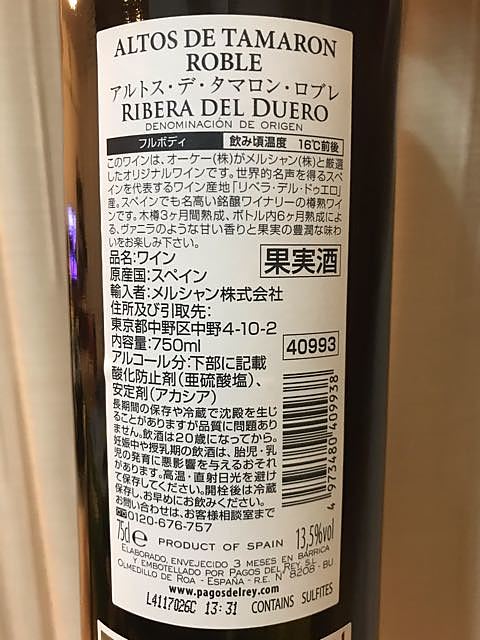 ALTOS DE TAMARON
ROBLE
アルトス・デ・タマロン・ロブレ
RIBERA DEL DUERO
DENOMINACIÓN DE ORIGEN
フルボディ 飲み頃温度 16℃前後
このワインは、オーケー(株)がメルシャン(株)と厳選
したオリジナルワインです。世界的名声を得るスペ
インを代表するワイン産地「リベラ・デル・ドゥエロ」
産。スペインでも名高い銘醸ワイナリーの樽熟ワイ
ンです。木樽3ヶ月間熟成、ボトル内6ヶ月熟成によ
る、ヴァニラのような甘い香りと果実の豊潤な味わ
いをお楽しみ下さい。
品名:ワイン
果実酒
原産国:スペイン
輸入者:メルシャン株式会社
住所及び引取先:
東京都中野区中野4-10-2
内容量:750ml
40993
アルコール分:下部に記載
酸化防止剤(亜硫酸塩)、
安定剤(アカシア)
長期間の保存や冷蔵で沈殿を生じ
ることがありますが品質に問題あり
ません。飲酒は20歳になってから。
妊娠中や授乳期の飲酒は、胎児・乳
児の発育に悪影響を与えるおそれ
があります。高温・直射日光を避け
て保存してください。開栓後は冷蔵
保存し、お早めにお飲みください。
お問い合わせは、お客様相談室まで
0120-676-757
4 973480 409938
75cl e PRODUCT OF SPAIN 13,5%vol
ELABORADO, ENVEJECIDO 3 MESES EN BARRICA
Y EMBOTELLADO POR PAGOS DEL REY, S.L.
OLMEDILLO DE ROA - ESPAÑA - R.E. Nº 8208 - BU
www.pagosdelrey.com
L4117026C 13:31 CONTAINS SULFITES